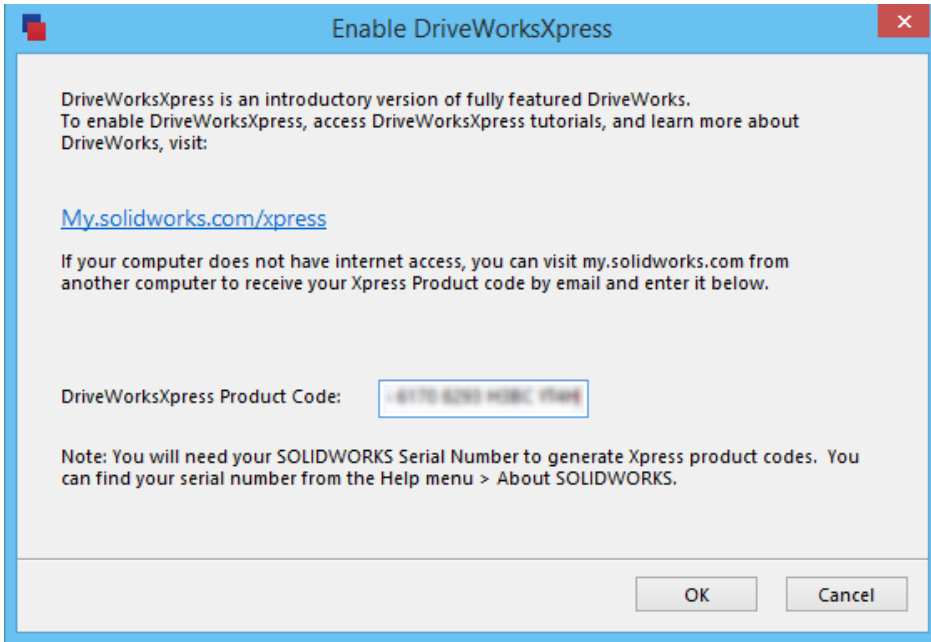 Enable DriveWorksXpress
DriveWorksXpress is an introductory version of fully featured DriveWorks.
To enable DriveWorksXpress, access DriveWorksXpress tutorials, and learn more about
DriveWorks, visit:
My.solidworks.com/xpress
If your computer does not have internet access, you can visit my.solidworks.com from
another computer to receive your Xpress Product code by email and enter it below.
DriveWorksXpress Product Code:
Note: You will need your SOLIDWORKS Serial Number to generate Xpress product codes. You
can find your serial number from the Help menu > About SOLIDWORKS.
OK Cancel